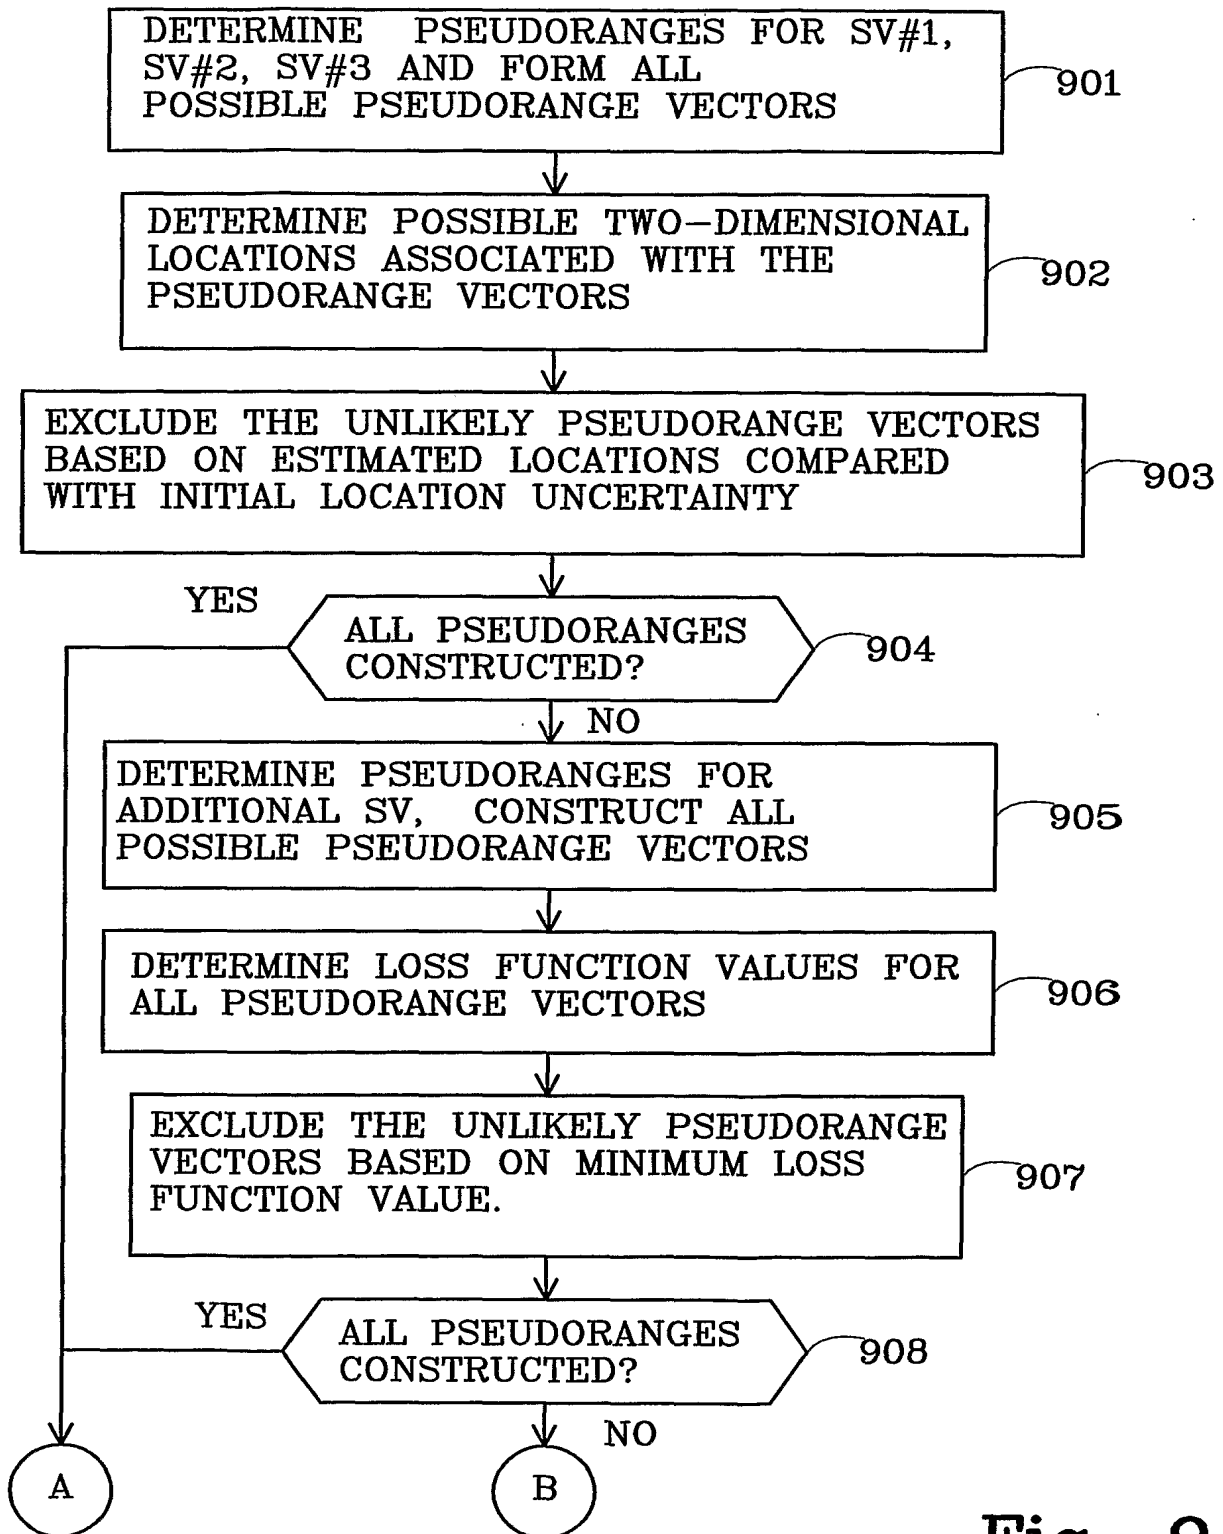 DETERMINE PSEUDORANGES FOR SV#1,
SV#2, SV#3 AND FORM ALL
POSSIBLE PSEUDORANGE VECTORS
901
DETERMINE POSSIBLE TWO-DIMENSIONAL
LOCATIONS ASSOCIATED WITH THE
PSEUDORANGE VECTORS
902
EXCLUDE THE UNLIKELY PSEUDORANGE VECTORS
BASED ON ESTIMATED LOCATIONS COMPARED
WITH INITIAL LOCATION UNCERTAINTY
903
YES
ALL PSEUDORANGES
CONSTRUCTED?
904
NO
DETERMINE PSEUDORANGES FOR
ADDITIONAL SV, CONSTRUCT ALL
POSSIBLE PSEUDORANGE VECTORS
905
DETERMINE LOSS FUNCTION VALUES FOR
ALL PSEUDORANGE VECTORS
906
EXCLUDE THE UNLIKELY PSEUDORANGE
VECTORS BASED ON MINIMUM LOSS
FUNCTION VALUE.
907
YES
ALL PSEUDORANGES
CONSTRUCTED?
908
NO
A
B
Fig.